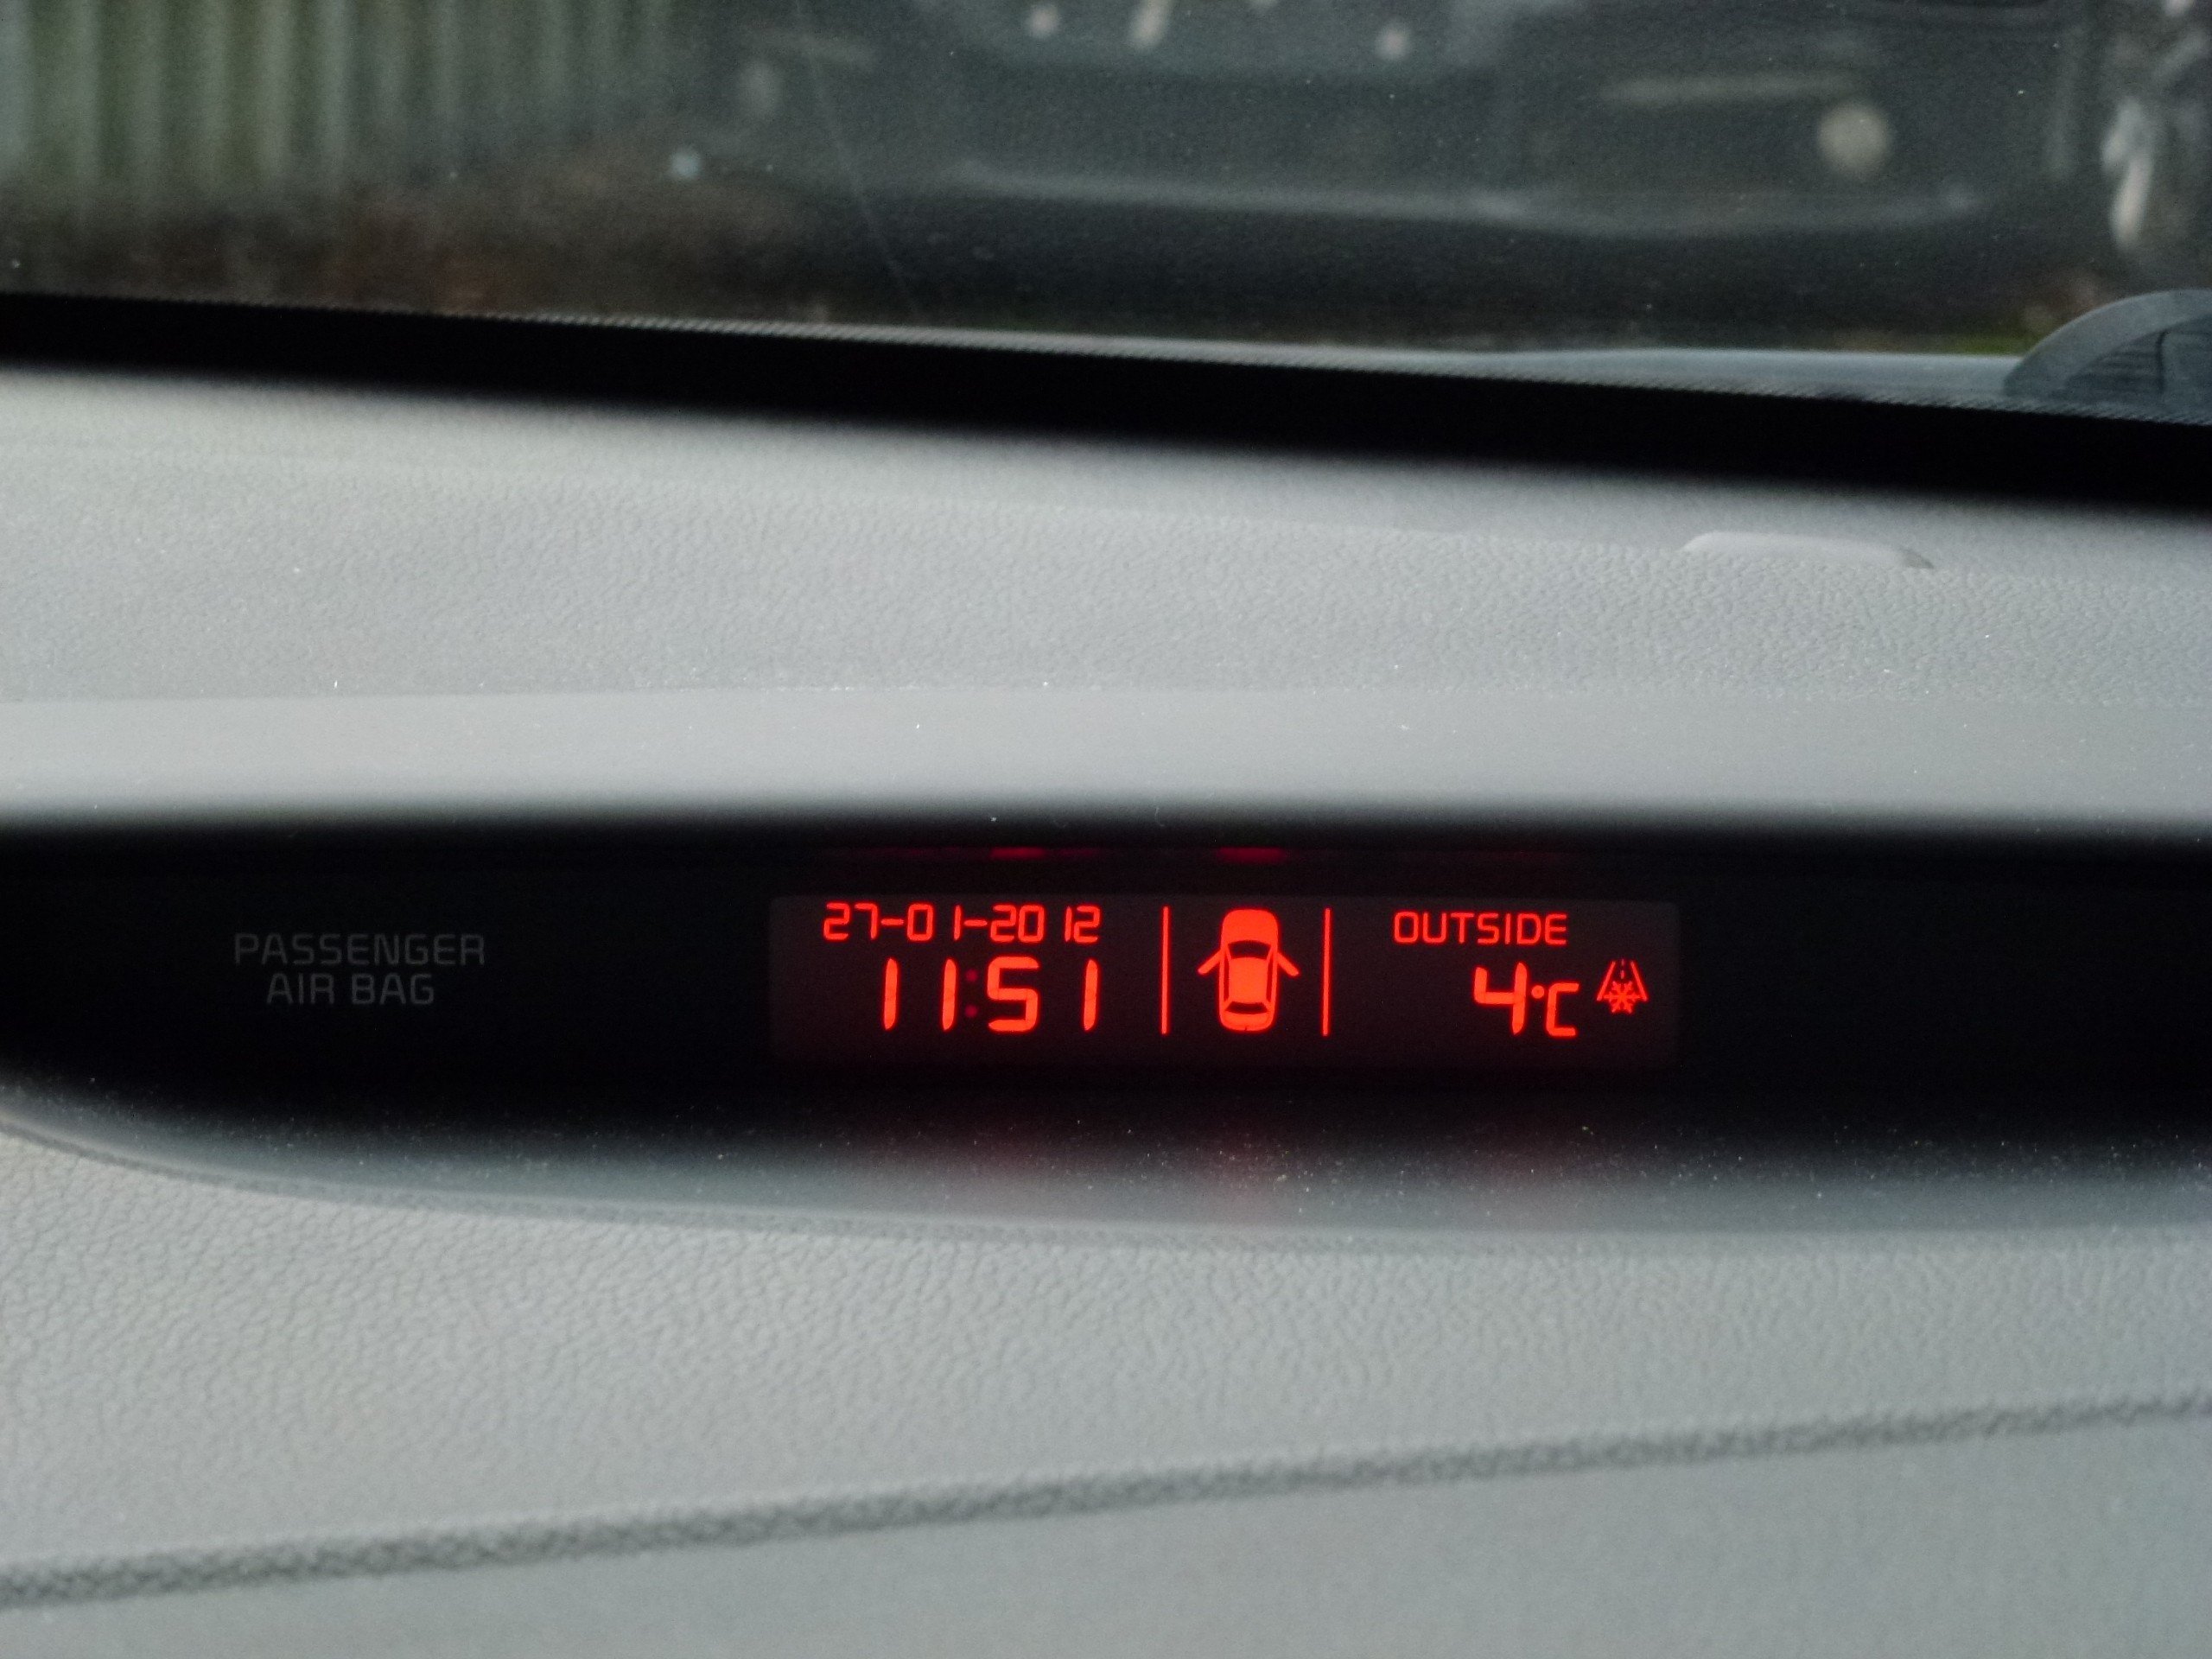 PASSENGER
AIR BAG
27-01-2012
11:51
OUTSIDE
4°C